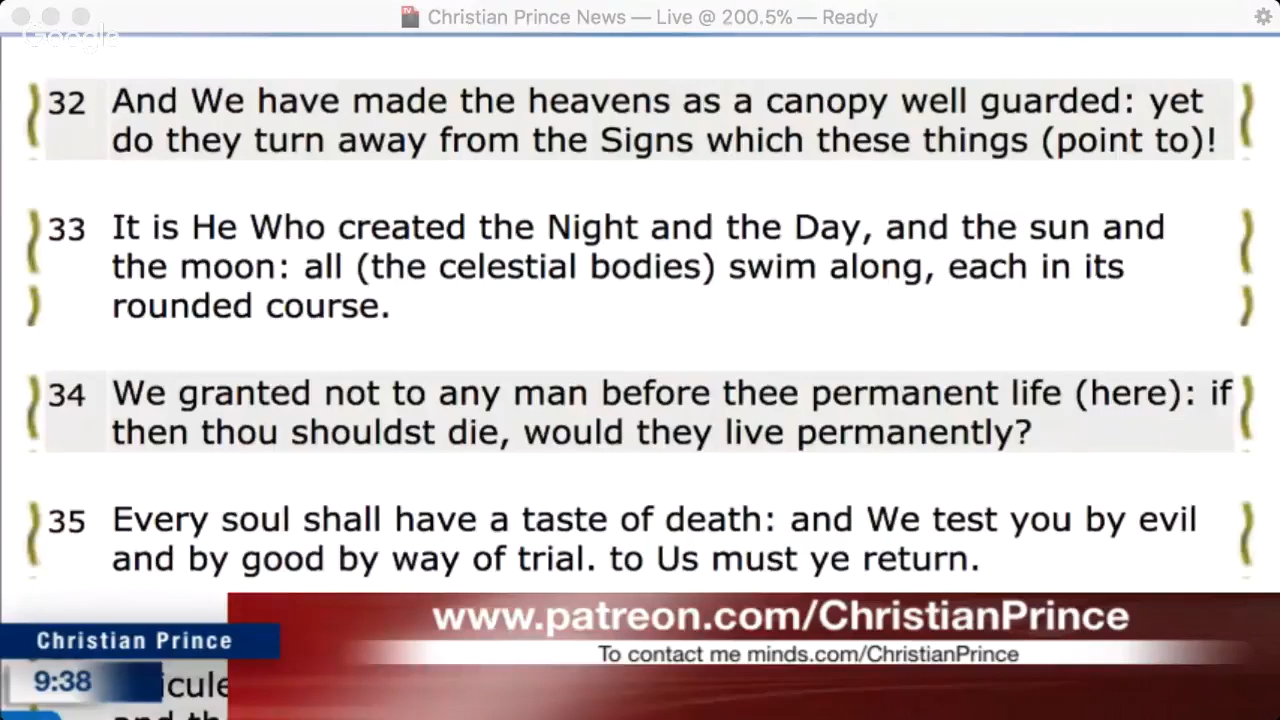 Christian Prince News — Live @ 200.5% — Ready
Google
32 And We have made the heavens as a canopy well guarded: yet
do they turn away from the Signs which these things (point to)!
33 It is He Who created the Night and the Day, and the sun and
the moon: all (the celestial bodies) swim along, each in its
rounded course.
34 We granted not to any man before thee permanent life (here): if
then thou shouldst die, would they live permanently?
35 Every soul shall have a taste of death: and We test you by evil
and by good by way of trial. to Us must ye return.
www.patreon.com/ChristianPrince
Christian Prince
To contact me minds.com/ChristianPrince
9:38